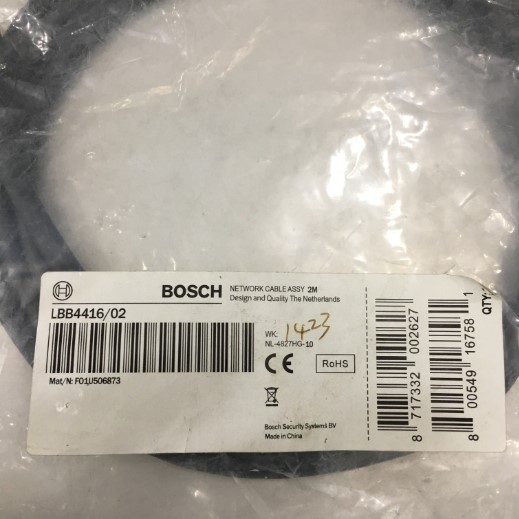 BOSCH
NETWORK CABLE ASSY 2M
Design and Quality The Netherlands
LBB4416/02
Mat/N: F01U506873
WK: 1423
NL-4827HG-10
CE
RoHS
Bosch Security Systems BV
Made in China
8 717332 002627
8 00549 16758 1
QTY: